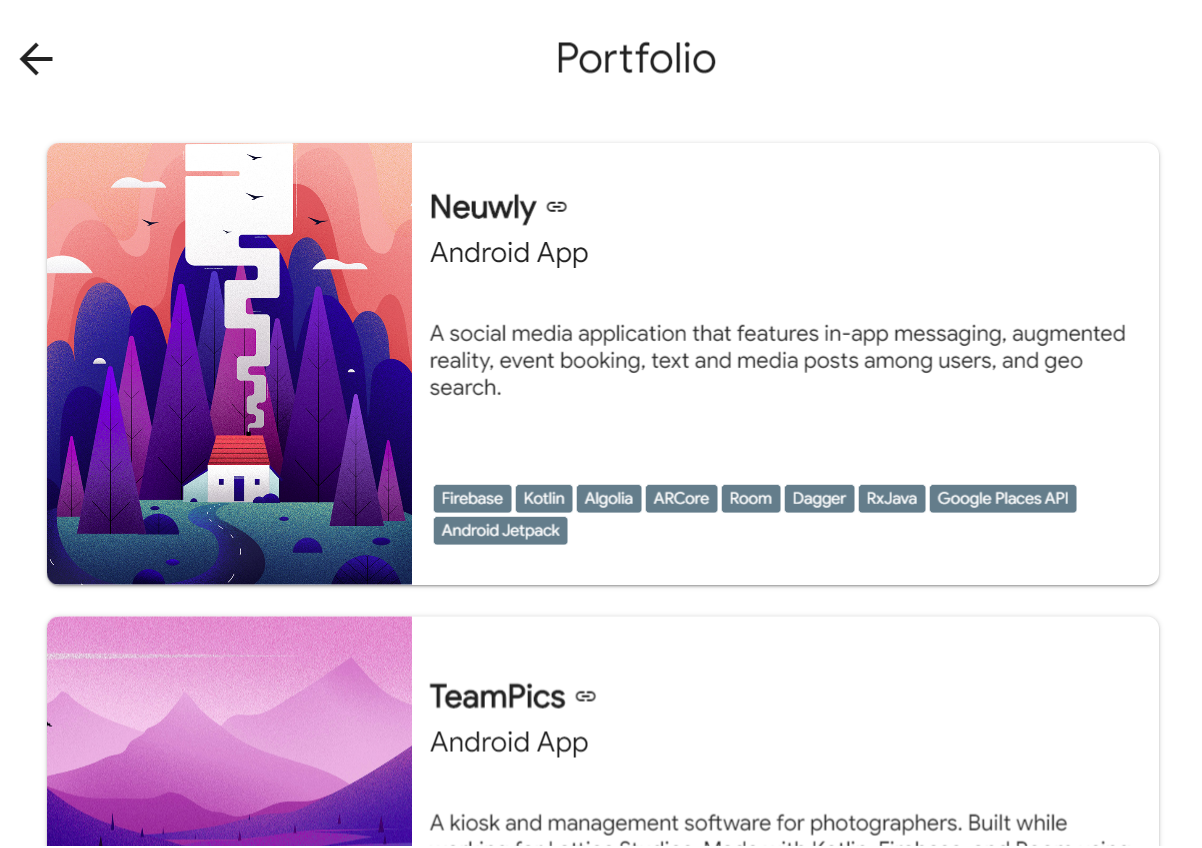 Portfolio
Neuwly
Android App
A social media application that features in-app messaging, augmented
reality, event booking, text and media posts among users, and geo
search.
Firebase Kotlin Algolia ARCore Room Dagger RxJava Google Places API
Android Jetpack
TeamPics
Android App
A kiosk and management software for photographers. Built while